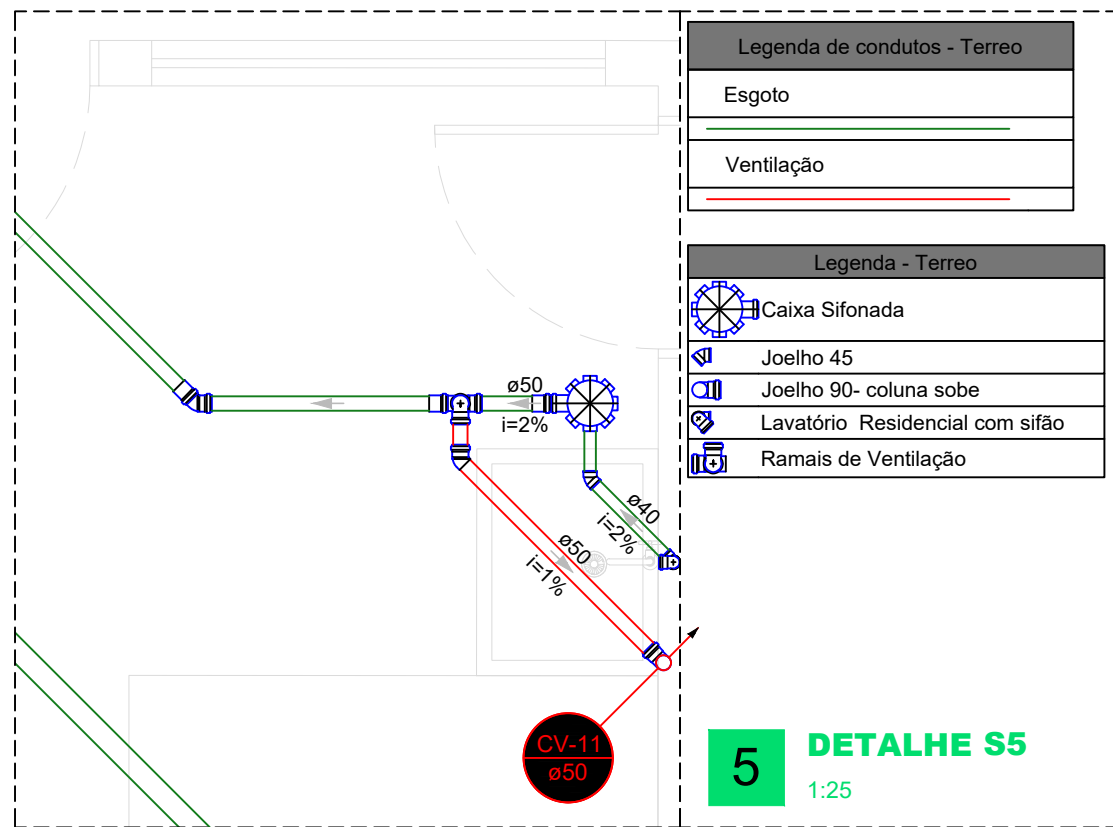 Legenda de condutos - Terreo
Esgoto
Ventilação
Legenda - Terreo
Caixa Sifonada
Joelho 45
Joelho 90- coluna sobe
Lavatório Residencial com sifão
Ramais de Ventilação
ø50
i=2%
ø40
i=2%
5
ø50
i=1%
CV-11
ø50
5
DETALHE S5
1:25